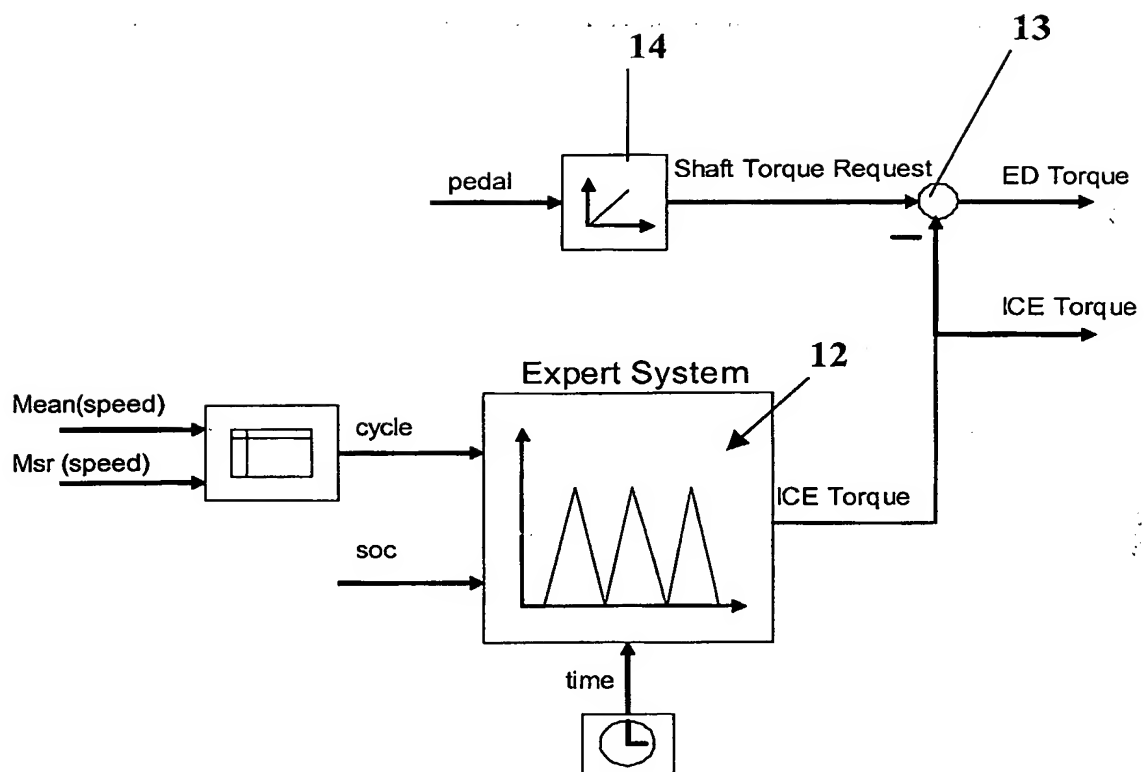 14
13
pedal
Shaft Torque Request
ED Torque
ICE Torque
Expert System
12
Mean(speed)
Msr (speed)
cycle
ICE Torque
soc
time